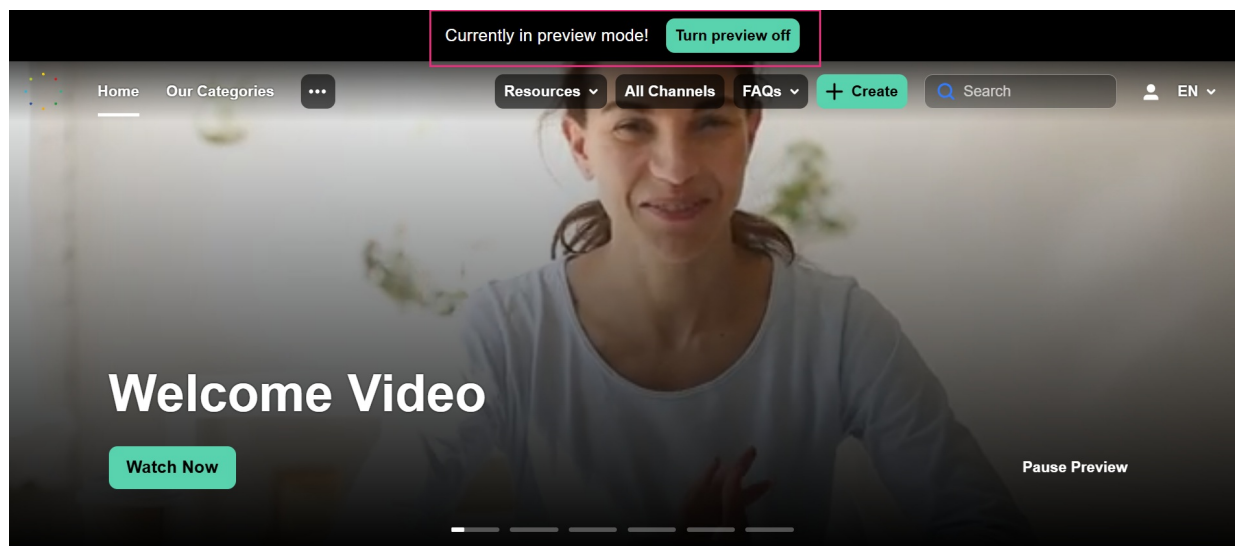 Currently in preview mode! Turn preview off
Home Our Categories ••• Resources All Channels FAQs + Create Search EN
Welcome Video
Watch Now
Pause Preview